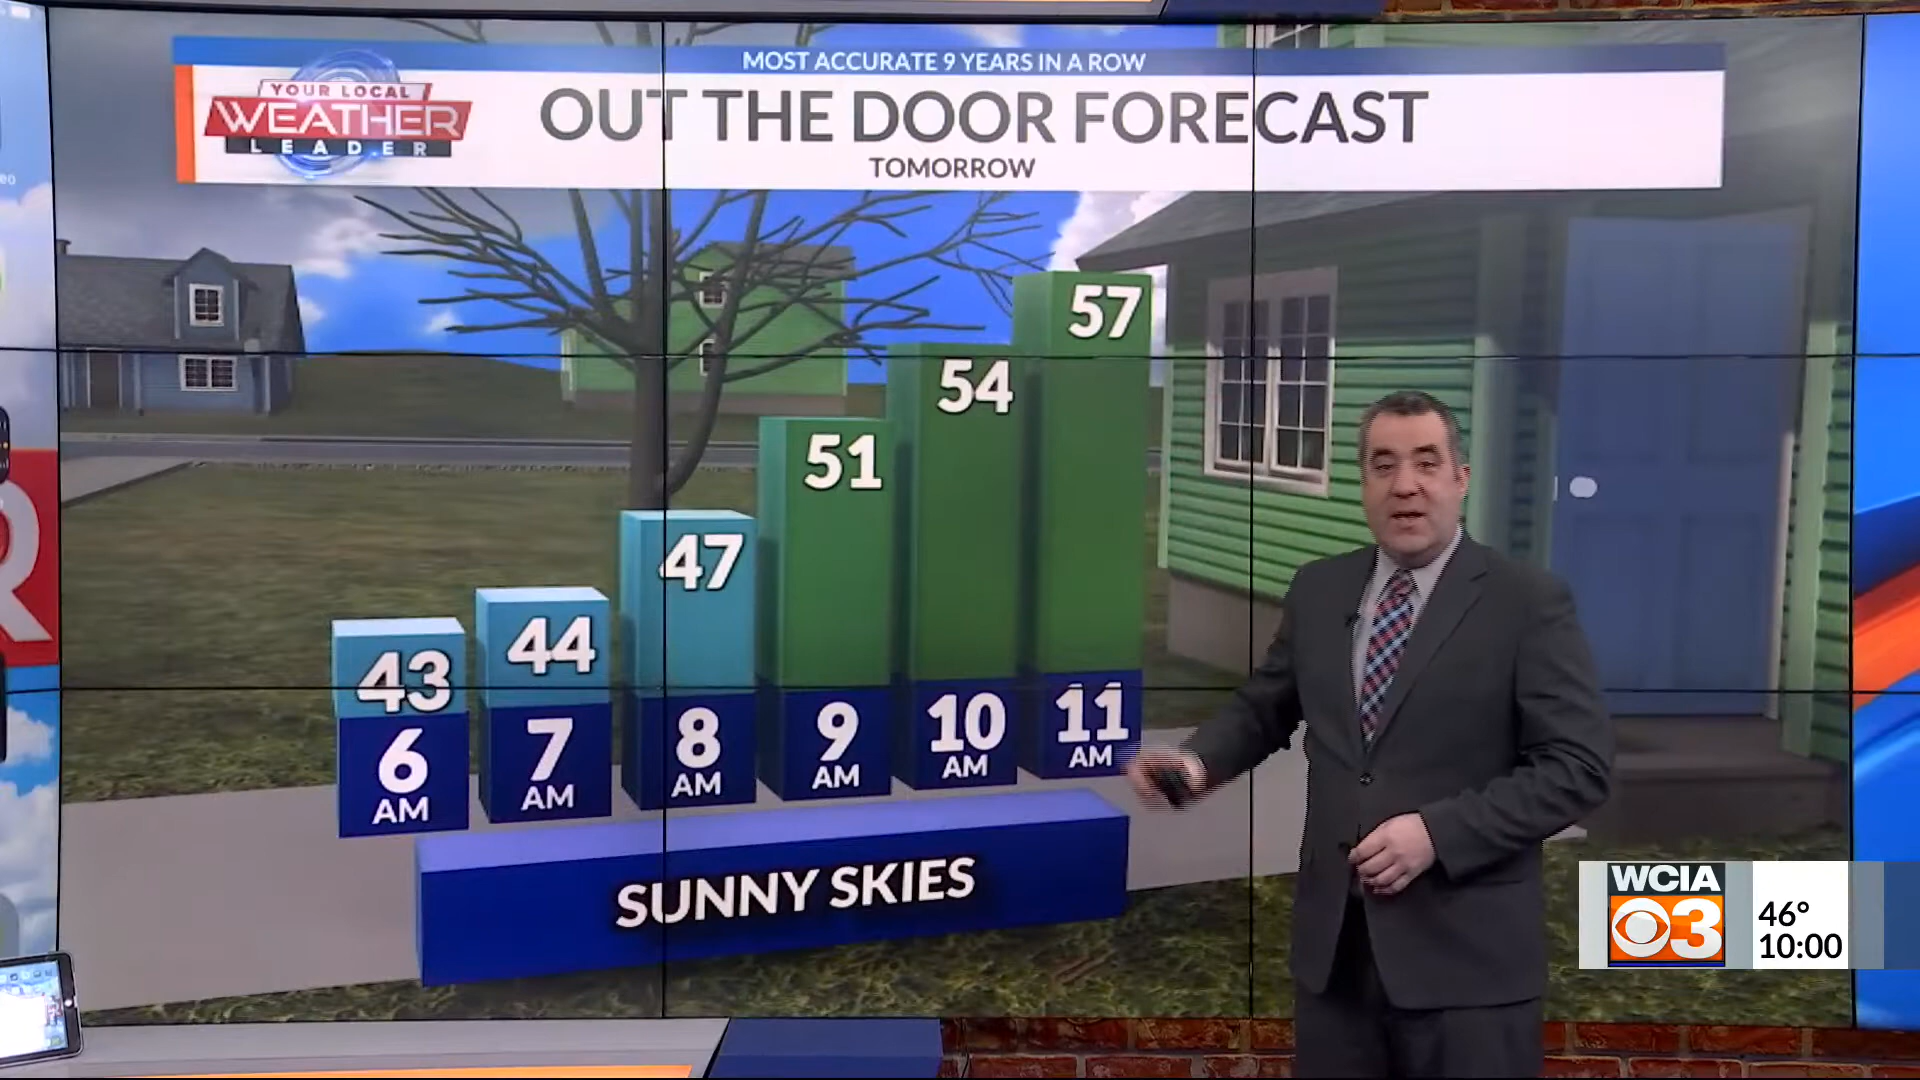 MOST ACCURATE 9 YEARS IN A ROW
YOUR LOCAL
WEATHER
LEADER
OUT THE DOOR FORECAST
TOMORROW
43
44
47
51
54
57
6
AM
7
AM
8
AM
9
AM
10
AM
11
AM
SUNNY SKIES
WCIA
3
46°
10:00